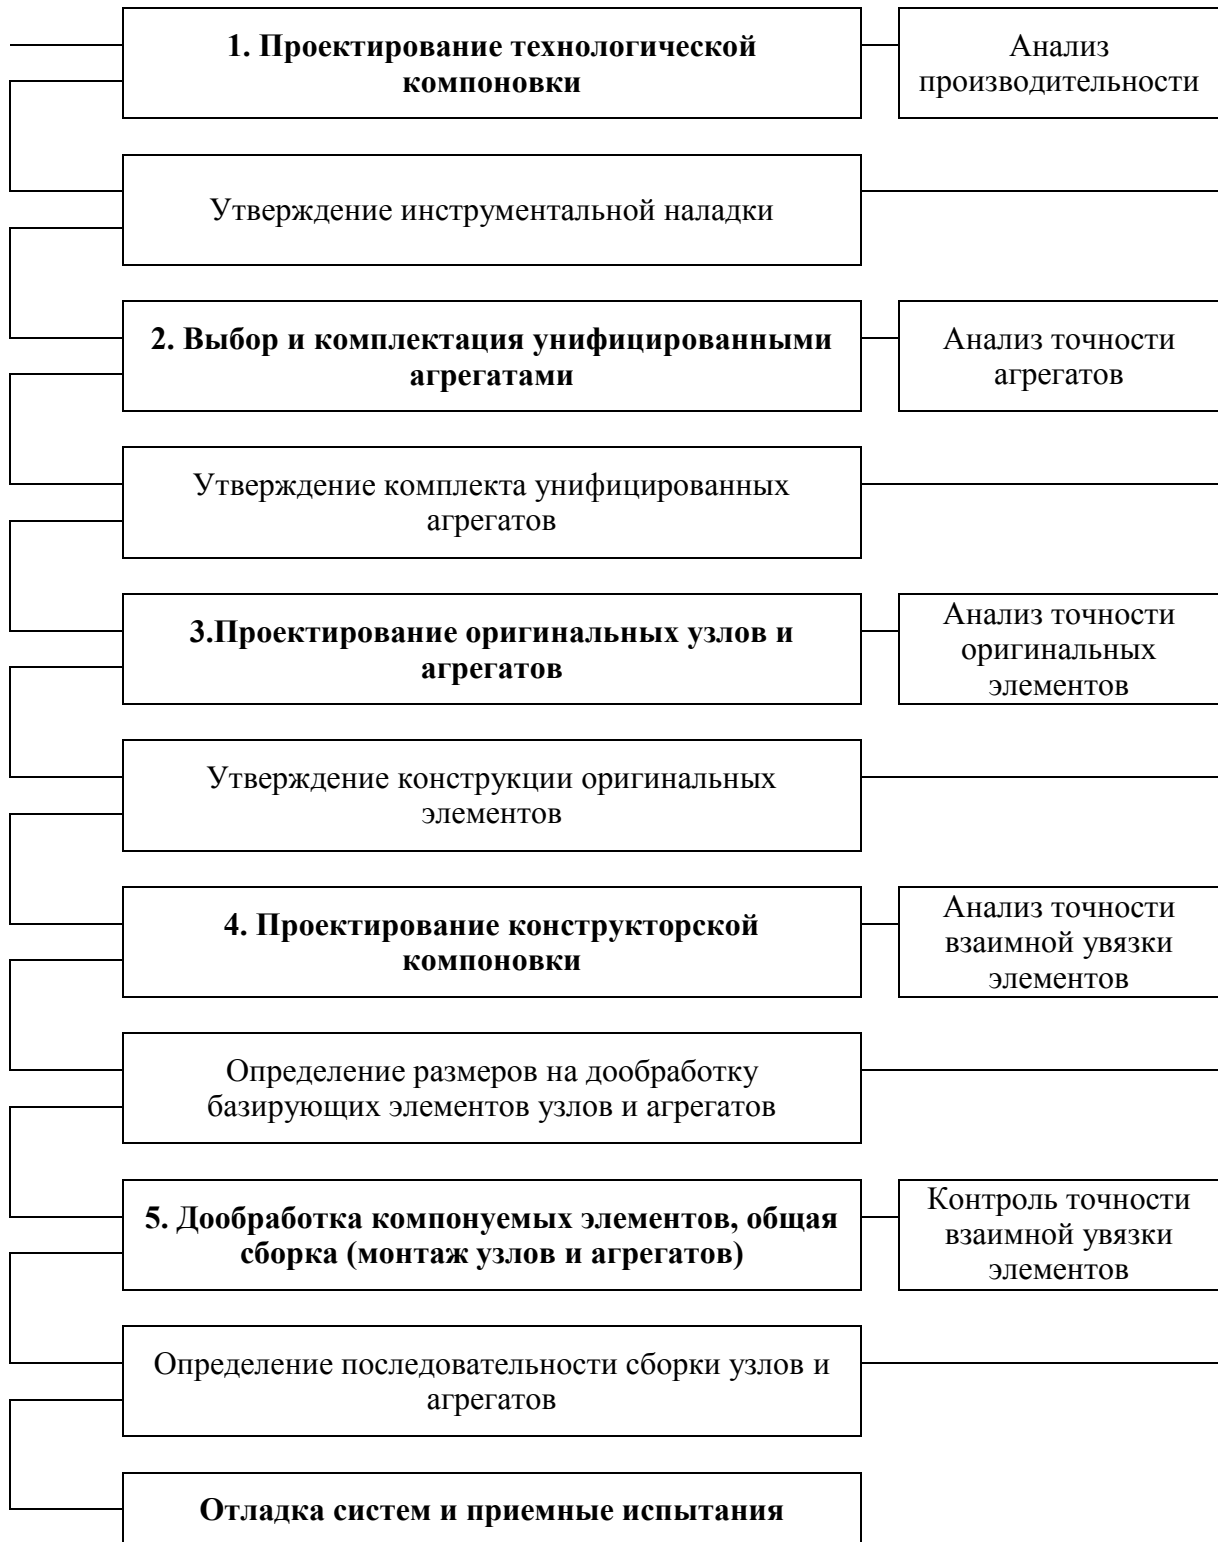 1. Проектирование технологической
компоновки
Анализ
производительности
Утверждение инструментальной наладки
2. Выбор и комплектация унифицированными
агрегатами
Анализ точности
агрегатов
Утверждение комплекта унифицированных
агрегатов
3.Проектирование оригинальных узлов и
агрегатов
Анализ точности
оригинальных
элементов
Утверждение конструкции оригинальных
элементов
4. Проектирование конструкторской
компоновки
Анализ точности
взаимной увязки
элементов
Определение размеров на дообработку
базирующих элементов узлов и агрегатов
5. Дообработка компонуемых элементов, общая
сборка (монтаж узлов и агрегатов)
Контроль точности
взаимной увязки
элементов
Определение последовательности сборки узлов и
агрегатов
Отладка систем и приемные испытания